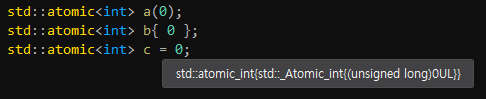 std::atomic<int> a(0);
std::atomic<int> b{ 0 };
std::atomic<int> c = 0;
std::atomic_int{std::_Atomic_int{(unsigned long)0UL}}